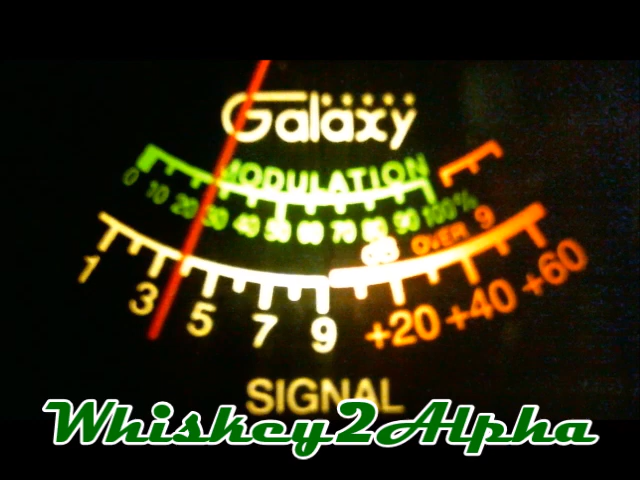 Galaxy
MODULATION
0 10 20 30 40 50 60 70 80 90 100%
dB OVER 9
1 3 5 7 9 +20 +40 +60
SIGNAL
Whiskey2Alpha